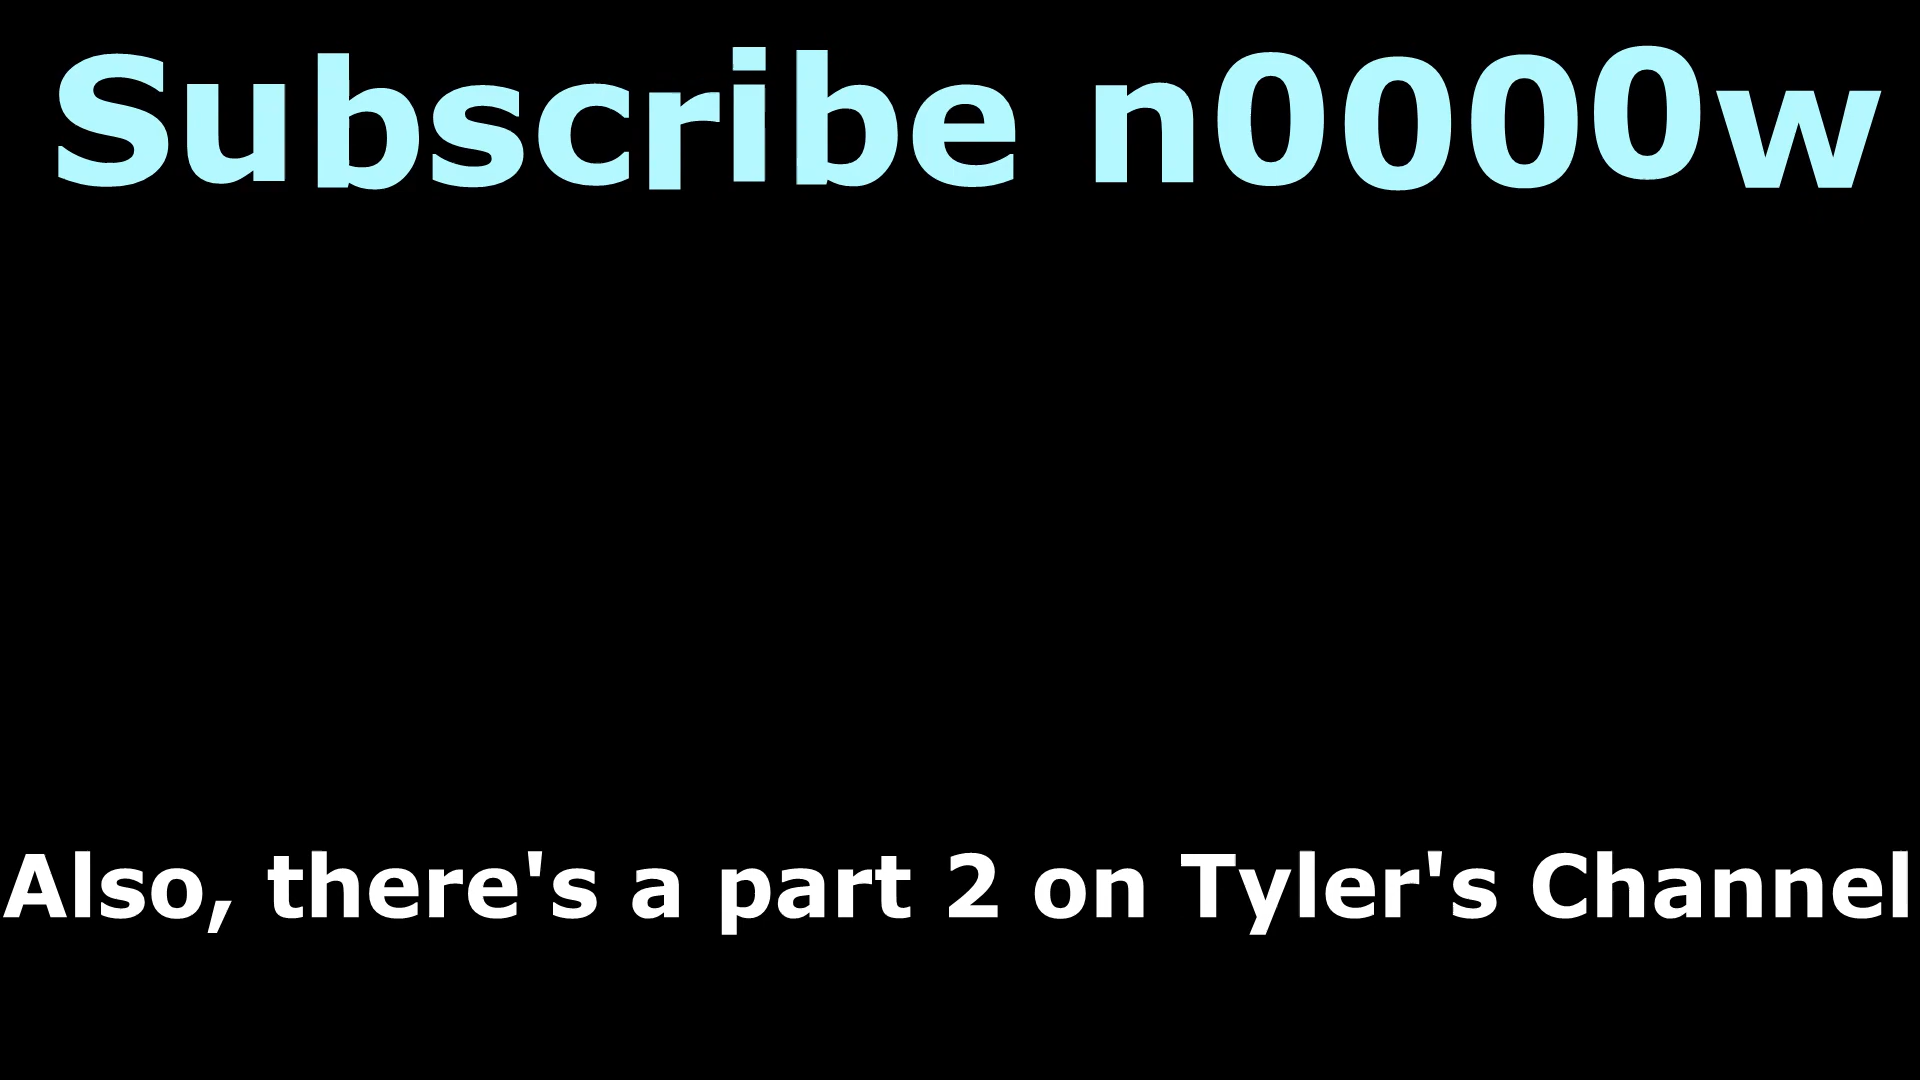 Subscribe n0000w
Also, there's a part 2 on Tyler's Channel